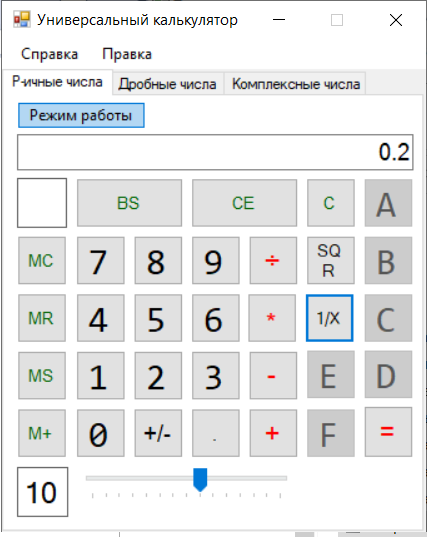 Универсальный калькулятор
Справка Правка
Р-ичные числа Дробные числа Комплексные числа
Режим работы
0.2
BS CE C A
MC 7 8 9 ÷ SQR B
MR 4 5 6 * 1/X C
MS 1 2 3 - E D
M+ 0 +/- . + F =
10